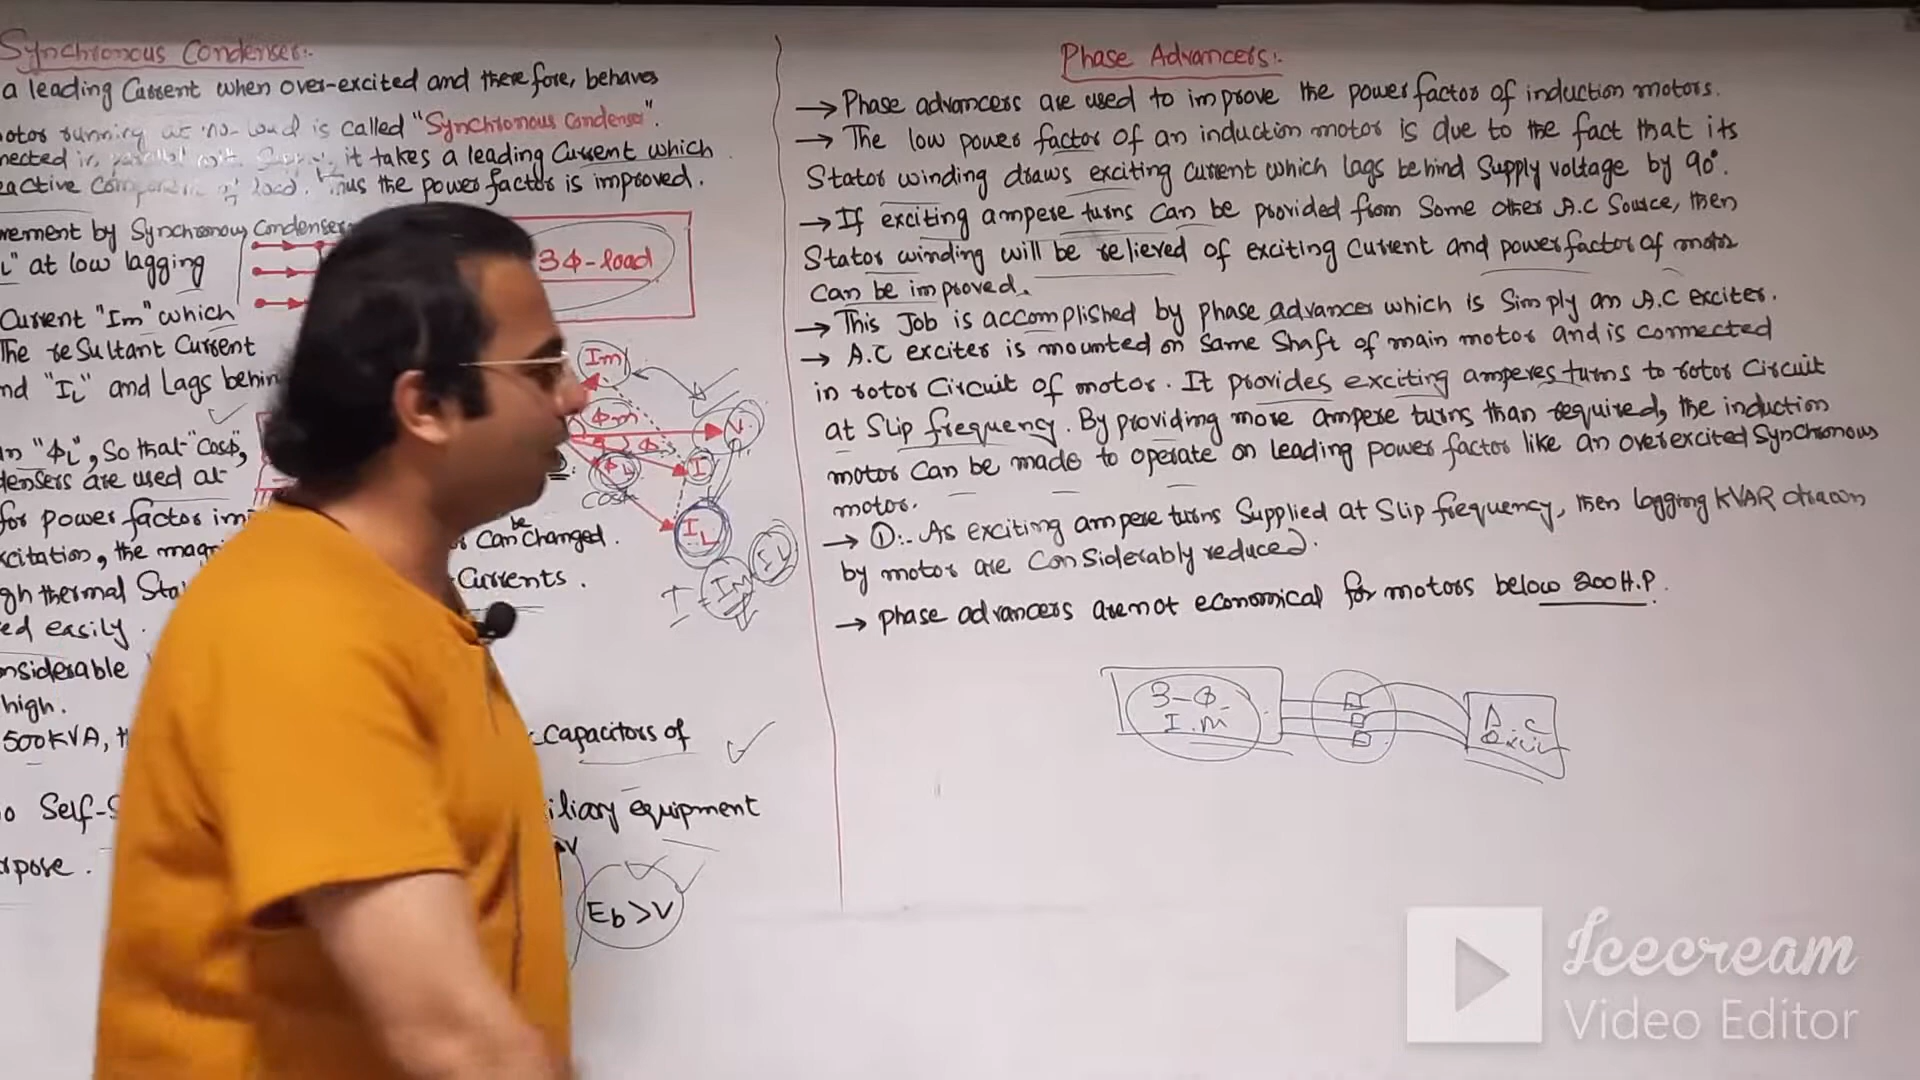 Synchronous Condenser:-
a leading Current when over-excited and therefore, behaves
otor running at no-load is called "Synchronous Condenser".
nected in parallel with it takes a leading Current which
eactive component of load. Thus the power factor is improved.
rement by Synchronous Condenser
L" at low lagging
3Φ-load
Current "Im" which
The reSultant Current
nd "IL" and Lags behin
Im
Φm
V
Φ
I
ΦL
IL
in "ΦL", So that "CosΦ,
densers are used at
for power factor im
be
Can Changed.
xcitation, the magn
Currents.
gh thermal Sta
ed easily.
Im
IL
onsiderable
high.
500KVA, t
capacitors of
o Self-S
iliary equipment
rpose.
V
Eb>V
Phase Advancers:-
→ Phase advancers are used to improve the power factor of induction motors.
→ The low power factor of an induction motor is due to the fact that its
Stator winding draws exciting current which lags behind Supply voltage by 90°.
→ If exciting ampere turns Can be provided from Some other A.C Source, then
Stator winding will be relieved of exciting Current and power factor of motor
Can be improved.
→ This Job is accomplished by phase advancer which is Simply an A.C exciter.
→ A.C exciter is mounted on Same Shaft of main motor and is connected
in rotor Circuit of motor. It provides exciting amperes turns to rotor Circuit
at Slip frequency. By providing more ampere turns than required, the induction
motor Can be made to operate on leading power factor like an overexcited Synchronous
motor.
→ ①:- As exciting ampere turns Supplied at Slip frequency, then lagging KVAR drawn
by motor are Considerably reduced.
→ phase advancers are not economical for motors below 200H.P.
3-Φ
I.M
A.C
Icecream
Video Editor